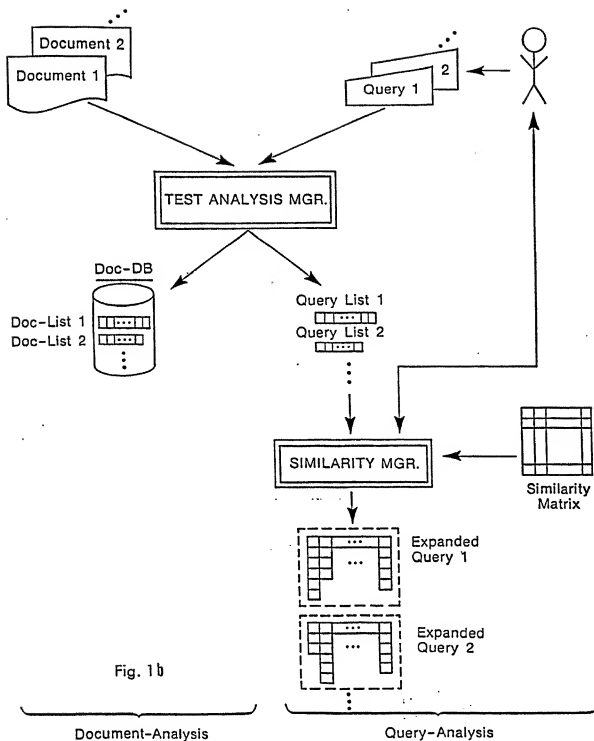 Document 2
Document 1
2
Query 1
TEST ANALYSIS MGR.
Doc-DB
Doc-List 1
Doc-List 2
Query List 1
Query List 2
SIMILARITY MGR.
Similarity
Matrix
Expanded
Query 1
Expanded
Query 2
Fig. 1b
Document-Analysis
Query-Analysis